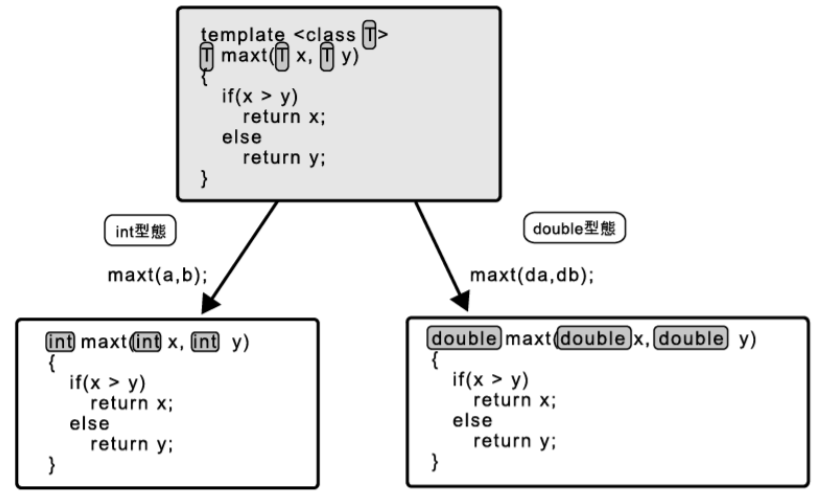 template <class T>
T maxt(T x, T y)
{
if(x > y)
return x;
else
return y;
}
int型態
maxt(a,b);
double型態
maxt(da,db);
int maxt(int x, int y)
{
if(x > y)
return x;
else
return y;
}
double maxt(double x, double y)
{
if(x > y)
return x;
else
return y;
}